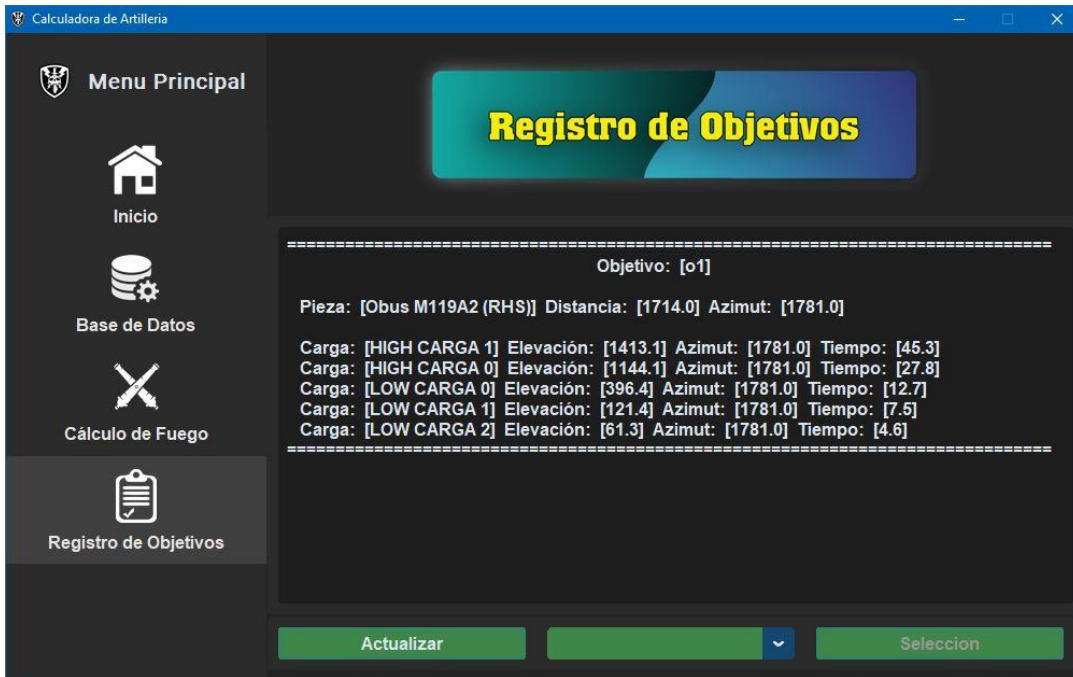 Calculadora de Artilleria
Menu Principal
Inicio
Base de Datos
Cálculo de Fuego
Registro de Objetivos
Registro de Objetivos
================================================================================
Objetivo: [o1]
Pieza: [Obus M119A2 (RHS)] Distancia: [1714.0] Azimut: [1781.0]
Carga: [HIGH CARGA 1] Elevación: [1413.1] Azimut: [1781.0] Tiempo: [45.3]
Carga: [HIGH CARGA 0] Elevación: [1144.1] Azimut: [1781.0] Tiempo: [27.8]
Carga: [LOW CARGA 0] Elevación: [396.4] Azimut: [1781.0] Tiempo: [12.7]
Carga: [LOW CARGA 1] Elevación: [121.4] Azimut: [1781.0] Tiempo: [7.5]
Carga: [LOW CARGA 2] Elevación: [61.3] Azimut: [1781.0] Tiempo: [4.6]
================================================================================
Actualizar
Seleccion